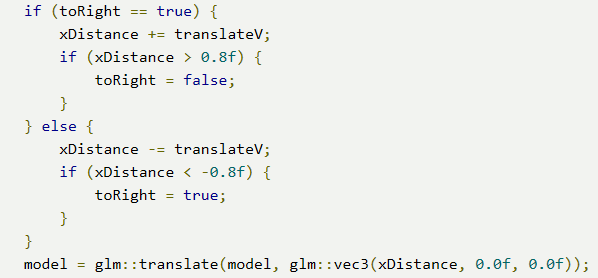 if (toRight == true) {
    xDistance += translateV;
    if (xDistance > 0.8f) {
        toRight = false;
    }
} else {
    xDistance -= translateV;
    if (xDistance < -0.8f) {
        toRight = true;
    }
}
model = glm::translate(model, glm::vec3(xDistance, 0.0f, 0.0f));